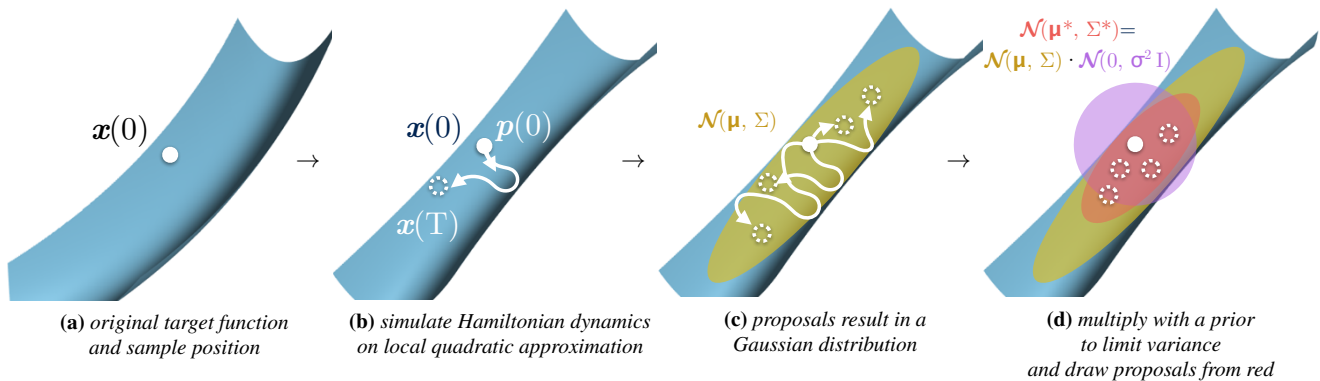 x(0)
→
x(0)
p(0)
x(T)
→
𝒩(μ, Σ)
→
𝒩(μ*, Σ*)=
𝒩(μ, Σ) · 𝒩(0, σ² I)
(a) original target function
and sample position
(b) simulate Hamiltonian dynamics
on local quadratic approximation
(c) proposals result in a
Gaussian distribution
(d) multiply with a prior
to limit variance
and draw proposals from red